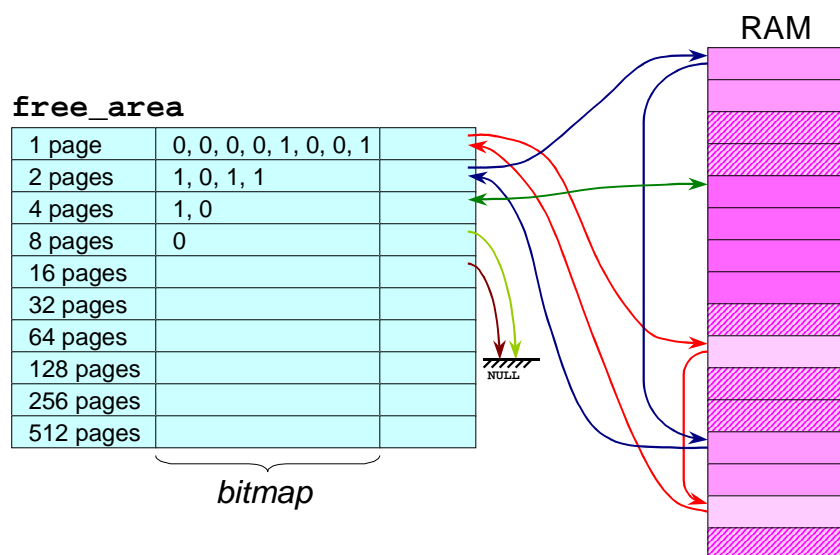 RAM
free_area
1 page 0, 0, 0, 0, 1, 0, 0, 1
2 pages 1, 0, 1, 1
4 pages 1, 0
8 pages 0
16 pages
32 pages
64 pages
128 pages
256 pages
512 pages
NULL
bitmap